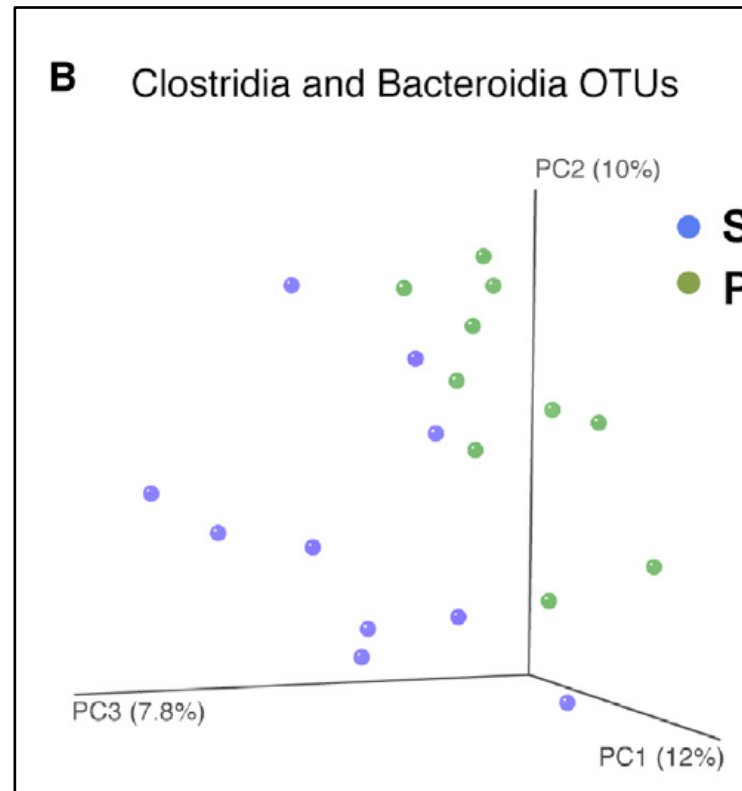 B Clostridia and Bacteroidia OTUs
PC2 (10%)
S
P
PC3 (7.8%)
PC1 (12%)